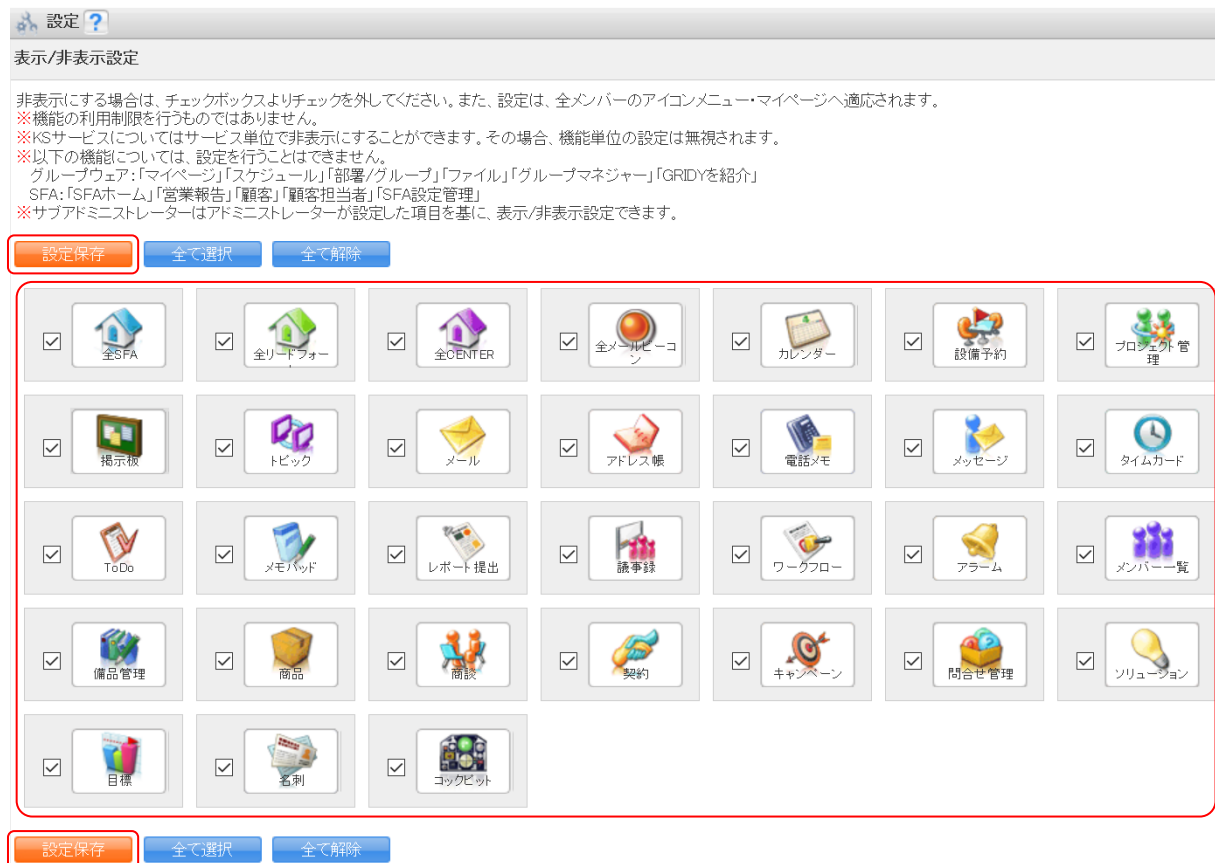 設定 ?
表示/非表示設定
非表示にする場合は、チェックボックスよりチェックを外してください。また、設定は、全メンバーのアイコンメニュー・マイページへ適応されます。
※機能の利用制限を行うものではありません。
※KSサービスについてはサービス単位で非表示にすることができます。その場合、機能単位の設定は無視されます。
※以下の機能については、設定を行うことはできません。
グループウェア:「マイページ」「スケジュール」「部署/グループ」「ファイル」「グループマネジャー」「GRIDYを紹介」
SFA:「SFAホーム」「営業報告」「顧客」「顧客担当者」「SFA設定管理」
※サブアドミニストレーターはアドミニストレーターが設定した項目を基に、表示/非表示設定できます。
設定保存 全て選択 全て解除
全SFA 全リードフォー 全CENTER 全メールビーコン カレンダー 設備予約 プロジェクト管理
掲示板 トピック メール アドレス帳 電話メモ メッセージ タイムカード
ToDo メモパッド レポート提出 議事録 ワークフロー アラーム メンバー一覧
備品管理 商品 商談 契約 キャンペーン 問合せ管理 ソリューション
目標 名刺 コックピット
設定保存 全て選択 全て解除